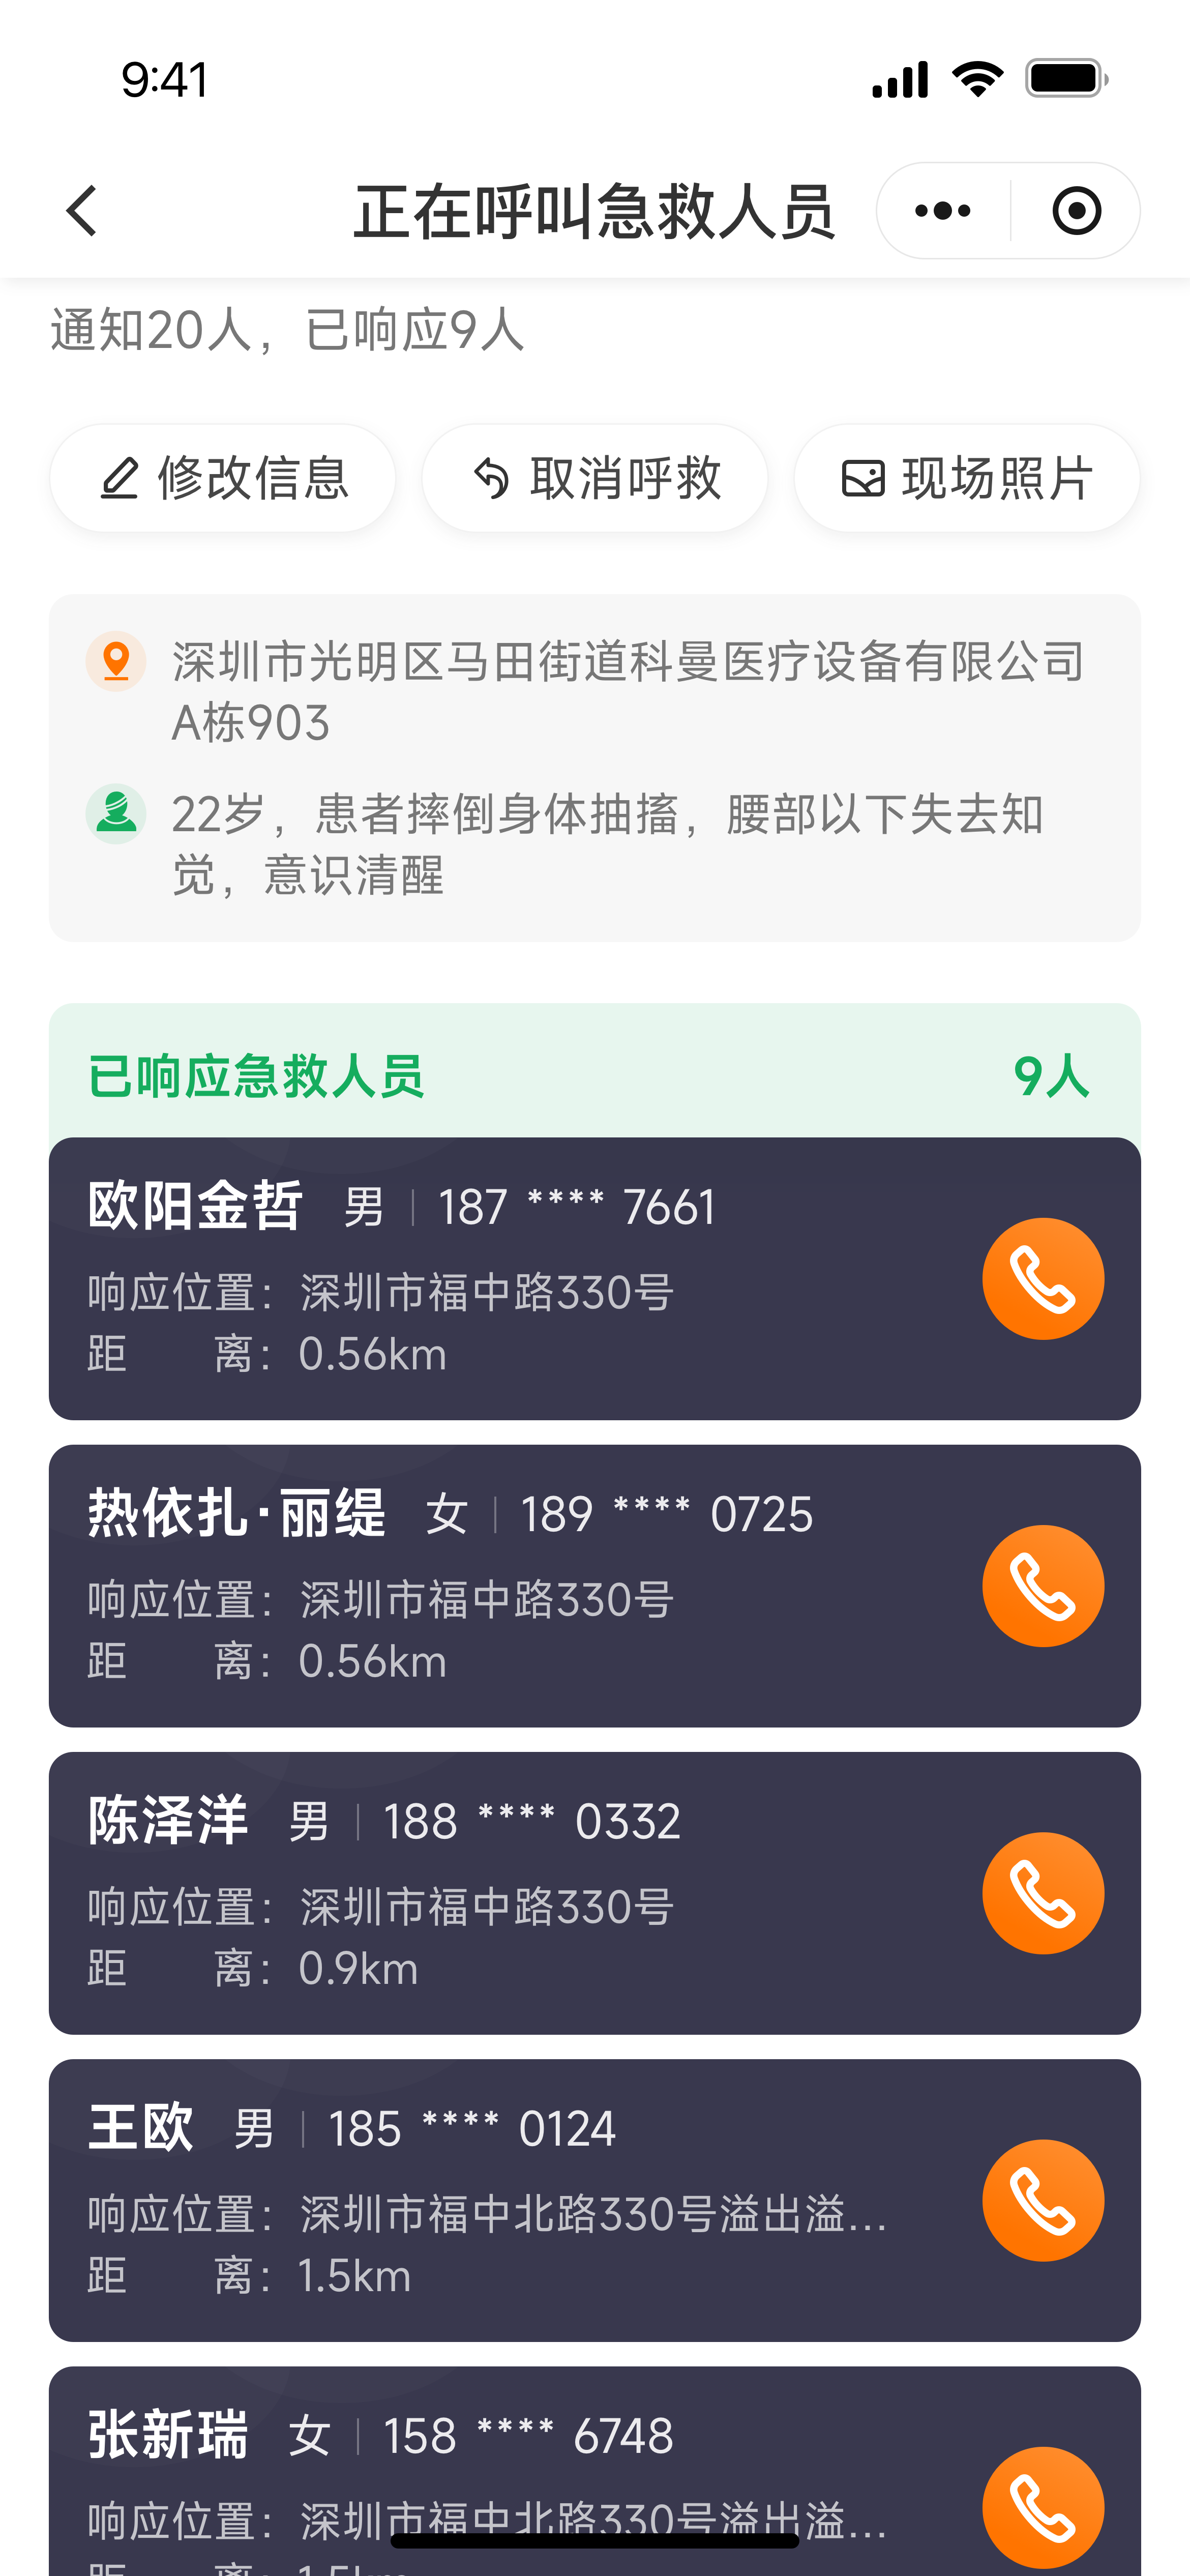 9:41
正在呼叫急救人员
通知20人，已响应9人
修改信息
取消呼救
现场照片
深圳市光明区马田街道科曼医疗设备有限公司
A栋903
22岁，患者摔倒身体抽搐，腰部以下失去知
觉，意识清醒
已响应急救人员 9人
欧阳金哲 男 187 **** 7661
响应位置：深圳市福中路330号
距 离：0.56km
热依扎·丽缇 女 189 **** 0725
响应位置：深圳市福中路330号
距 离：0.56km
陈泽洋 男 188 **** 0332
响应位置：深圳市福中路330号
距 离：0.9km
王欧 男 185 **** 0124
响应位置：深圳市福中北路330号溢出溢...
距 离：1.5km
张新瑞 女 158 **** 6748
响应位置：深圳市福中北路330号溢出溢...
距 离：1.5km